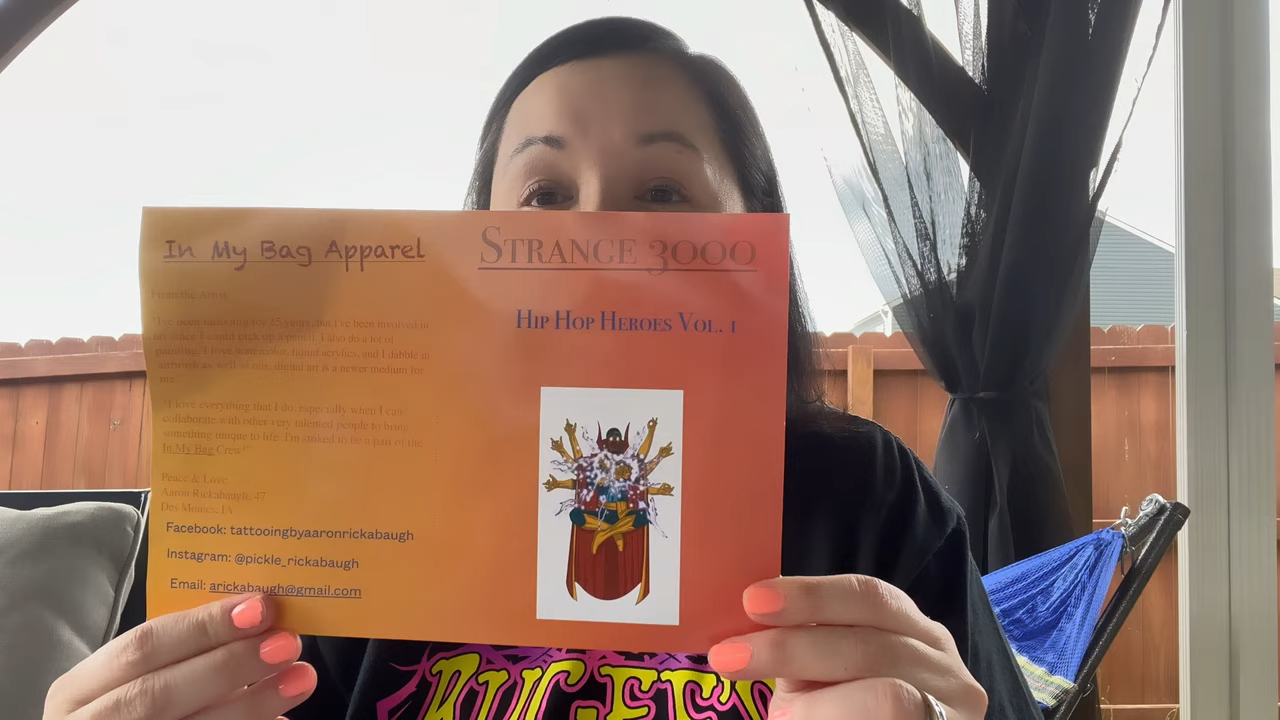 In My Bag Apparel
From the Artist
"I've been tattooing for 15 years, but i've been involved in
art since I could pick up a pencil. I also do a lot of
painting. I love watercolor, liquid acrylics, and I dabble in
artwork as well as oils, digital art is a newer medium for
me."
"I love everything that I do, especially when I can
collaborate with other very talented people to bring
something unique to life. I'm stoked to be a part of the
In My Bag Crew!"
Peace & Love
Aaron Rickabaugh, 47
Des Moines, IA
Facebook: tattooingbyaaronrickabaugh
Instagram: @pickle_rickabaugh
Email: arickabaugh@gmail.com
STRANGE 3000
HIP HOP HEROES VOL. 1